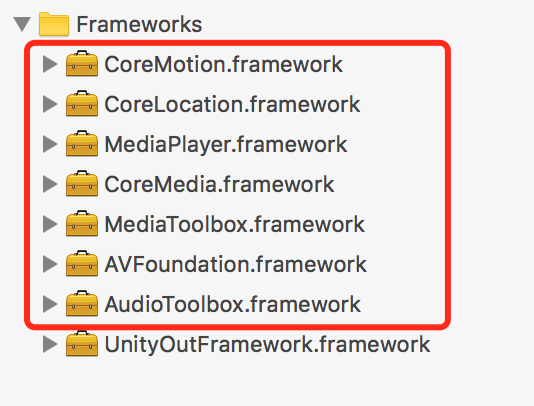 Frameworks
CoreMotion.framework
CoreLocation.framework
MediaPlayer.framework
CoreMedia.framework
MediaToolbox.framework
AVFoundation.framework
AudioToolbox.framework
UnityOutFramework.framework